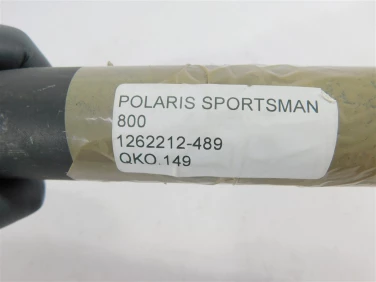 POLARIS SPORTSMAN
800
1262212-489
QKO.149